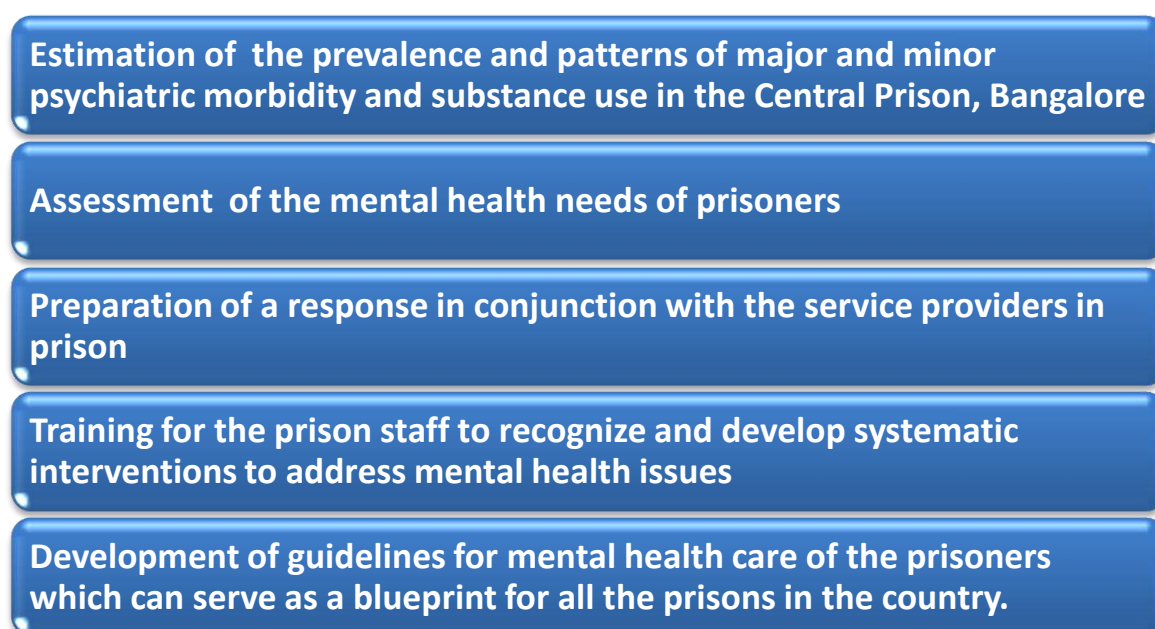 Estimation of  the prevalence and patterns of major and minor
psychiatric morbidity and substance use in the Central Prison, Bangalore
Assessment  of the mental health needs of prisoners
Preparation of a response in conjunction with the service providers in
prison
Training for the prison staff to recognize and develop systematic
interventions to address mental health issues
Development of guidelines for mental health care of the prisoners
which can serve as a blueprint for all the prisons in the country.